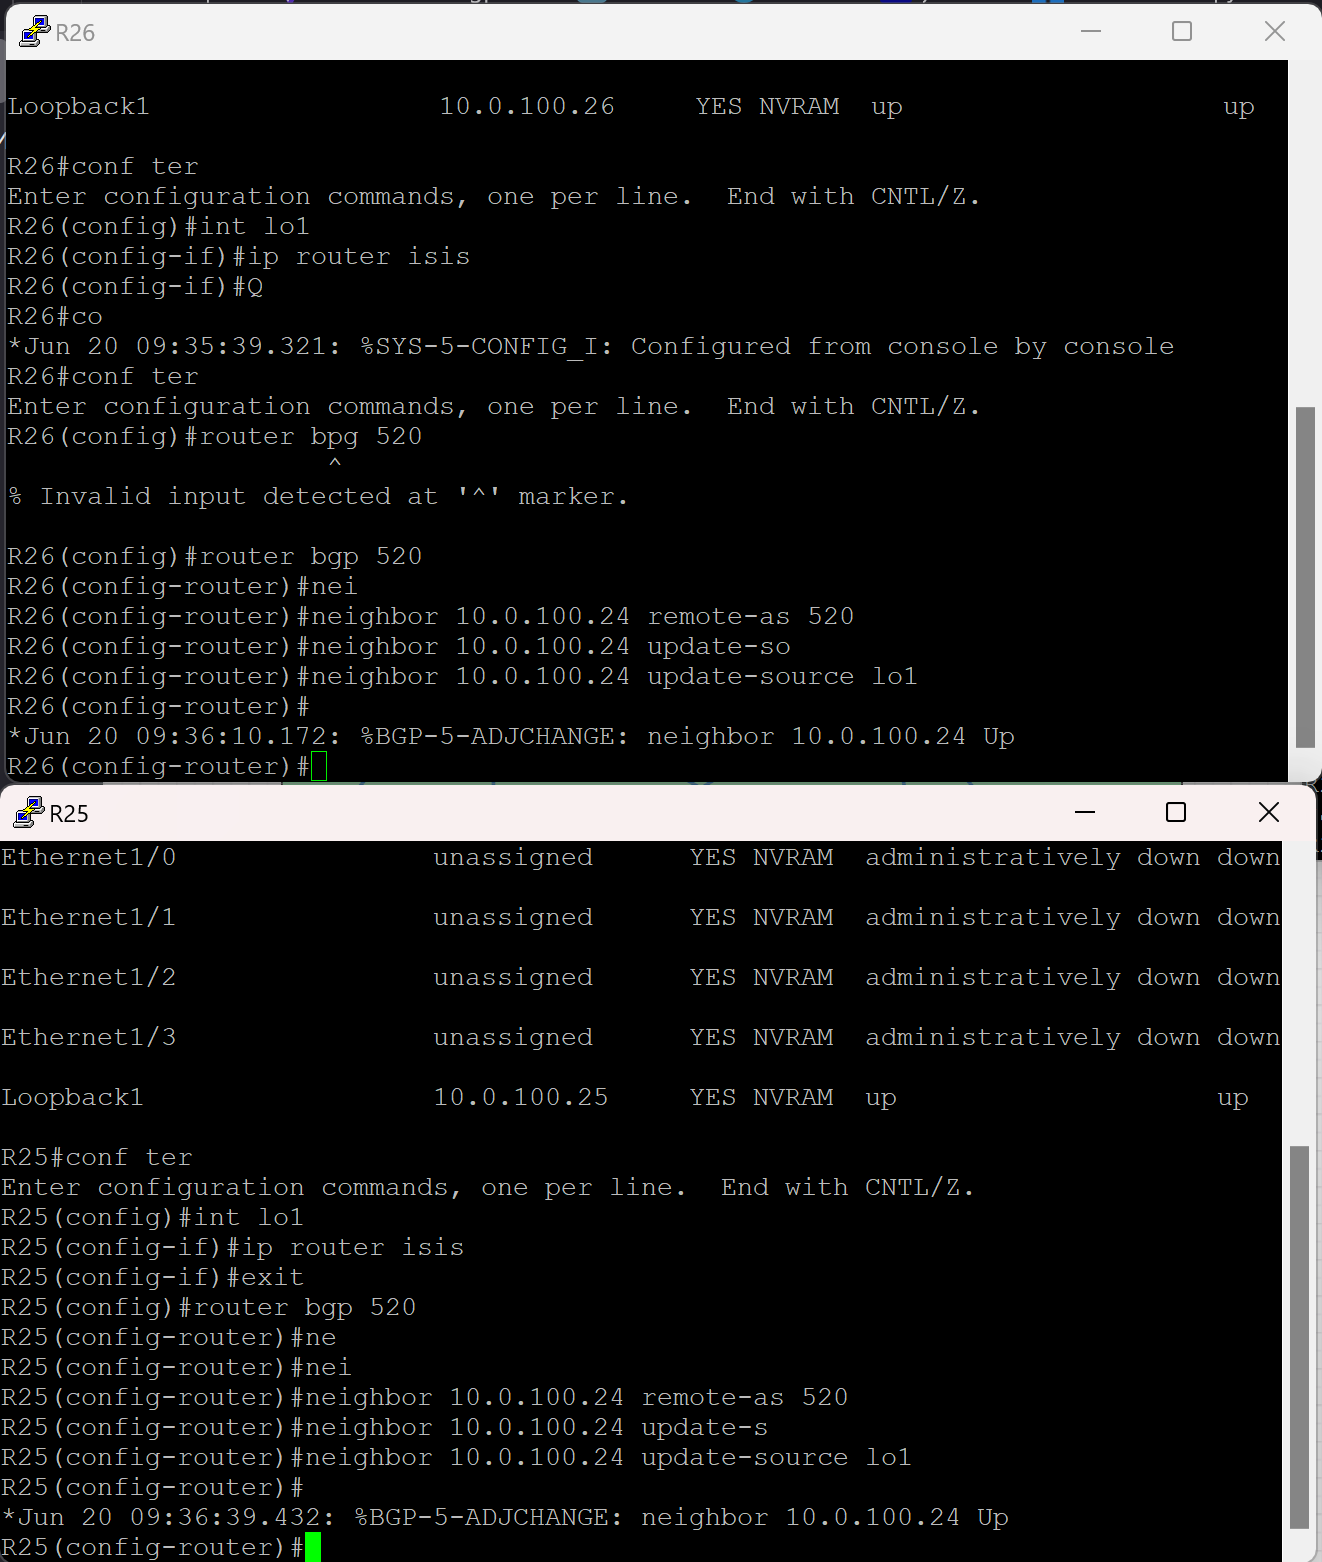 R26
Loopback1 10.0.100.26 YES NVRAM up up
R26#conf ter
Enter configuration commands, one per line. End with CNTL/Z.
R26(config)#int lo1
R26(config-if)#ip router isis
R26(config-if)#Q
R26#co
*Jun 20 09:35:39.321: %SYS-5-CONFIG_I: Configured from console by console
R26#conf ter
Enter configuration commands, one per line. End with CNTL/Z.
R26(config)#router bpg 520
^
% Invalid input detected at '^' marker.
R26(config)#router bgp 520
R26(config-router)#nei
R26(config-router)#neighbor 10.0.100.24 remote-as 520
R26(config-router)#neighbor 10.0.100.24 update-so
R26(config-router)#neighbor 10.0.100.24 update-source lo1
R26(config-router)#
*Jun 20 09:36:10.172: %BGP-5-ADJCHANGE: neighbor 10.0.100.24 Up
R26(config-router)#
R25
Ethernet1/0 unassigned YES NVRAM administratively down down
Ethernet1/1 unassigned YES NVRAM administratively down down
Ethernet1/2 unassigned YES NVRAM administratively down down
Ethernet1/3 unassigned YES NVRAM administratively down down
Loopback1 10.0.100.25 YES NVRAM up up
R25#conf ter
Enter configuration commands, one per line. End with CNTL/Z.
R25(config)#int lo1
R25(config-if)#ip router isis
R25(config-if)#exit
R25(config)#router bgp 520
R25(config-router)#ne
R25(config-router)#nei
R25(config-router)#neighbor 10.0.100.24 remote-as 520
R25(config-router)#neighbor 10.0.100.24 update-s
R25(config-router)#neighbor 10.0.100.24 update-source lo1
R25(config-router)#
*Jun 20 09:36:39.432: %BGP-5-ADJCHANGE: neighbor 10.0.100.24 Up
R25(config-router)#